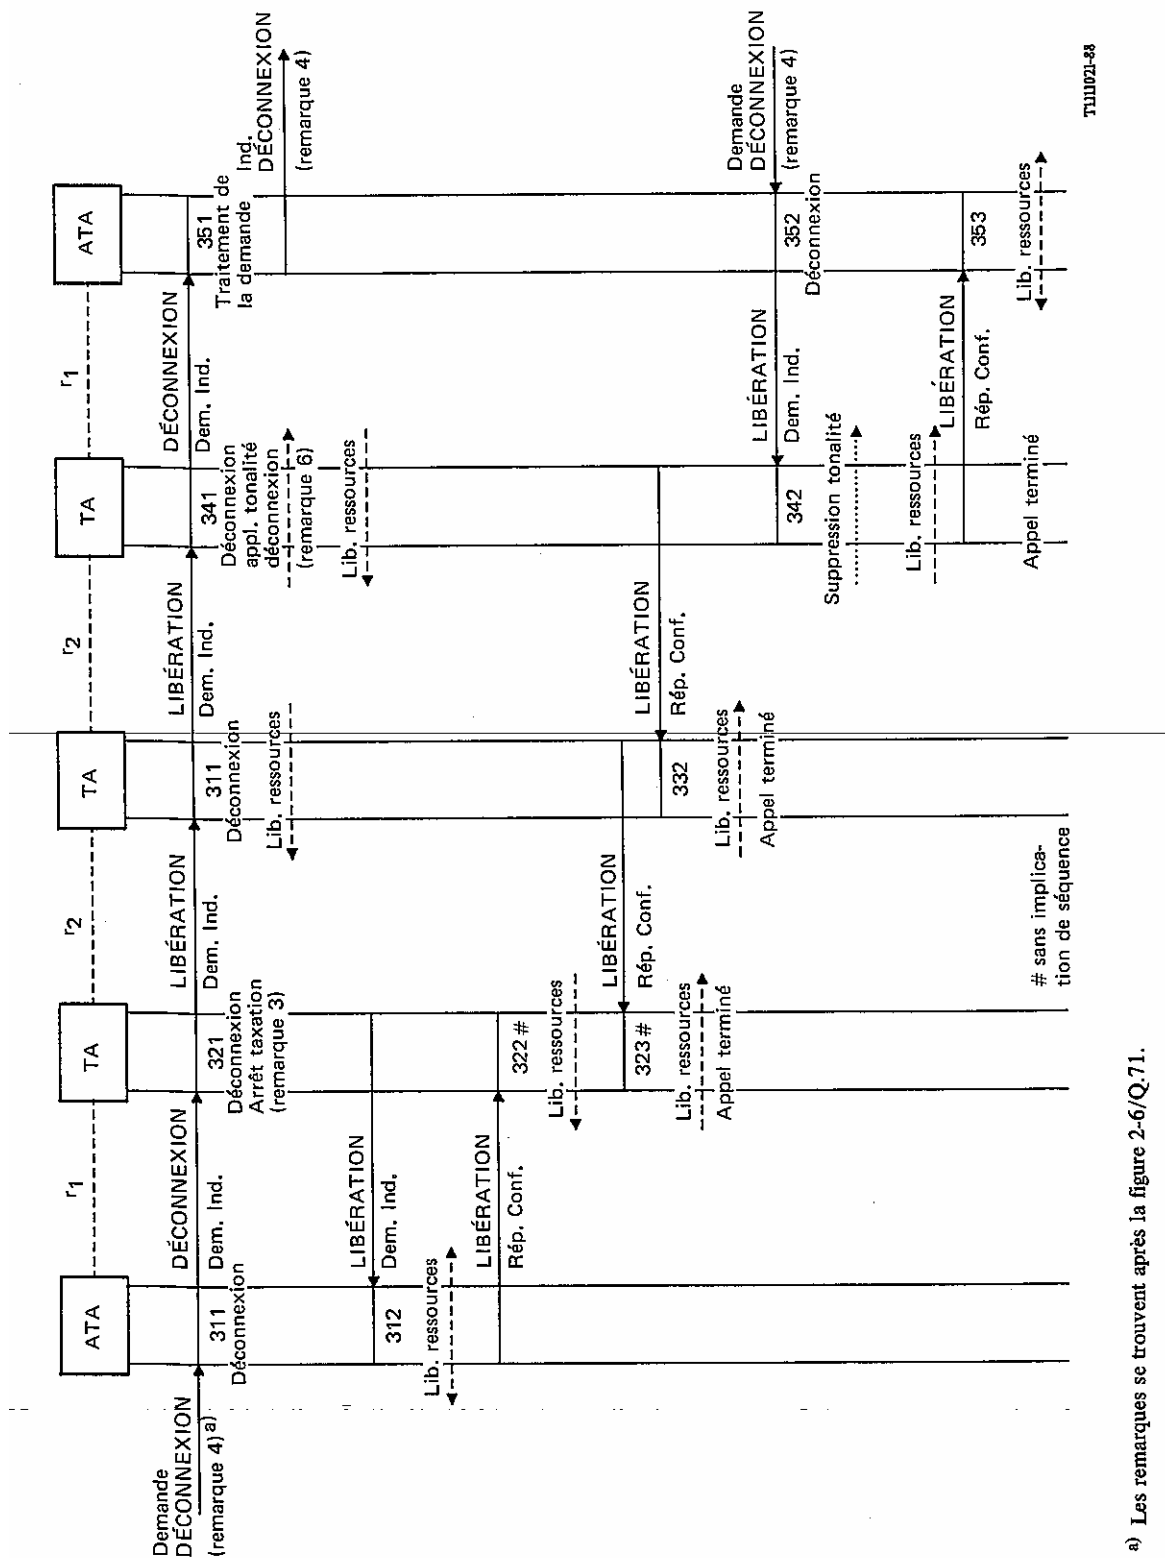 ATA
r1
TA
r2
TA
r2
TA
r1
ATA
Demande
DÉCONNEXION
(remarque 4)a)
311
Déconnexion
DÉCONNEXION
Dem. Ind.
321
Déconnexion
Arrêt taxation
(remarque 3)
LIBÉRATION
Dem. Ind.
311
Déconnexion
Lib. ressources
LIBÉRATION
Dem. Ind.
341
Déconnexion
appl. tonalité
déconnexion
(remarque 6)
Lib. ressources
DÉCONNEXION
Dem. Ind.
351
Traitement de
la demande
Ind.
DÉCONNEXION
(remarque 4)
LIBÉRATION
Dem. Ind.
312
Lib. ressources
LIBÉRATION
Rép. Conf.
322 #
Lib. ressources
LIBÉRATION
Rép. Conf.
323 #
Lib. ressources
Appel terminé
LIBÉRATION
Rép. Conf.
332
Lib. ressources
Appel terminé
Demande
DÉCONNEXION
(remarque 4)
352
Déconnexion
LIBÉRATION
Dem. Ind.
342
Suppression tonalité
Lib. ressources
LIBÉRATION
Rép. Conf.
353
Appel terminé
Lib. ressources
# sans implica-
tion de séquence
T1111021-88
a) Les remarques se trouvent après la figure 2-6/Q.71.